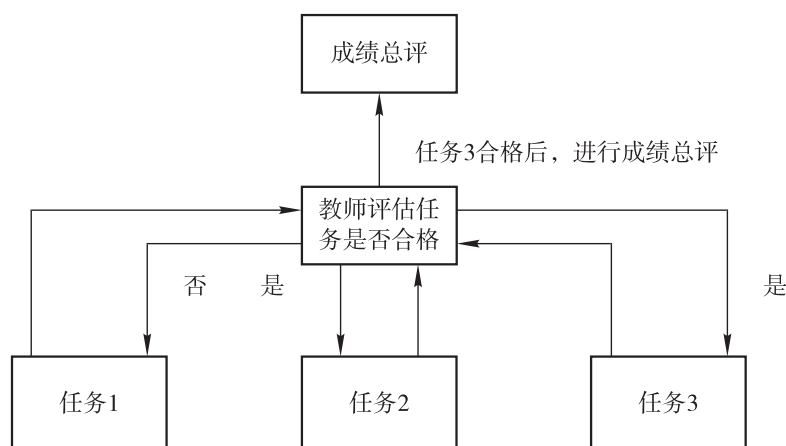 成绩总评
任务3合格后，进行成绩总评
教师评估任
务是否合格
否
是
是
任务1
任务2
任务3